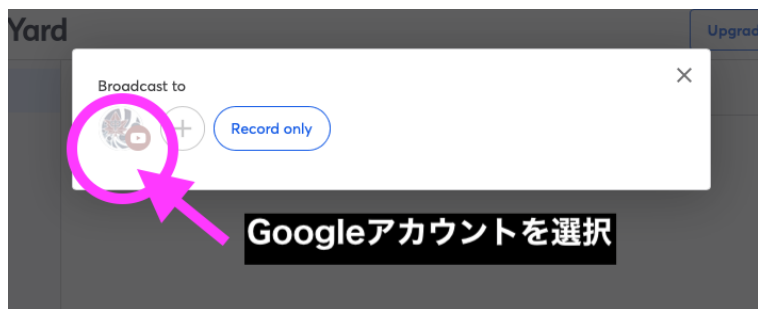 Yard
Upgrad
Broadcast to
Record only
Googleアカウントを選択